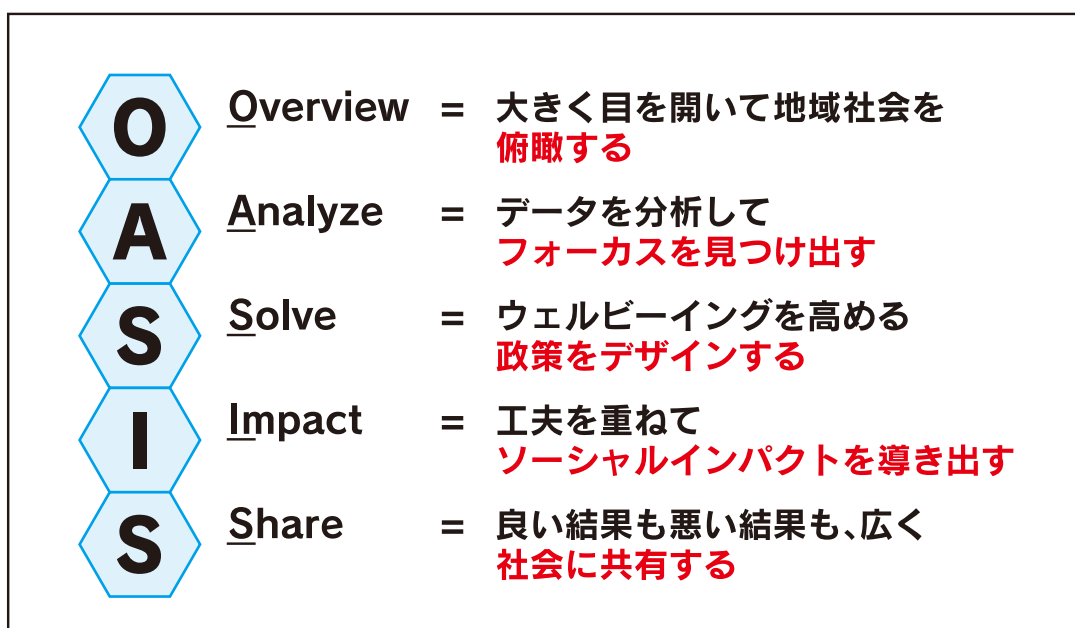 O
Overview = 大きく目を開いて地域社会を
俯瞰する
A
Analyze = データを分析して
フォーカスを見つけ出す
S
Solve = ウェルビーイングを高める
政策をデザインする
I
Impact = 工夫を重ねて
ソーシャルインパクトを導き出す
S
Share = 良い結果も悪い結果も、広く
社会に共有する